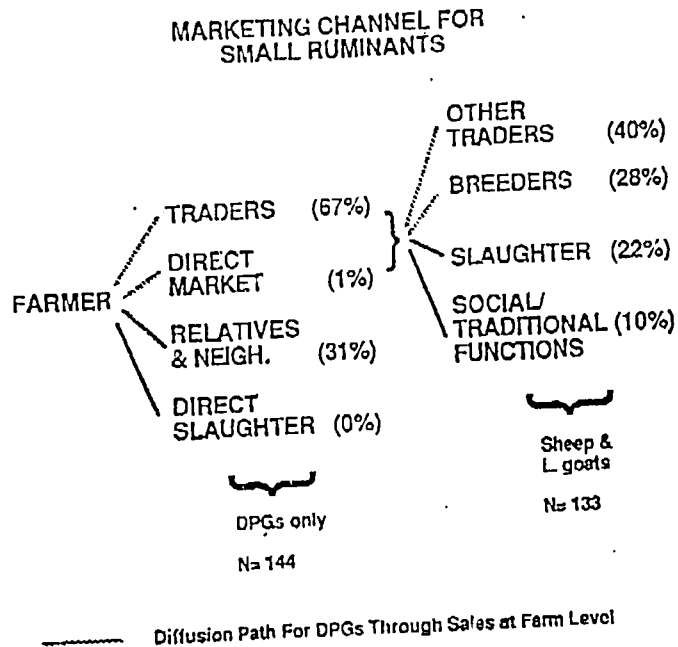 MARKETING CHANNEL FOR
SMALL RUMINANTS
FARMER
TRADERS (67%)
DIRECT
MARKET (1%)
RELATIVES
& NEIGH. (31%)
DIRECT
SLAUGHTER (0%)
DPGs only
N= 144
OTHER
TRADERS (40%)
BREEDERS (28%)
SLAUGHTER (22%)
SOCIAL/
TRADITIONAL (10%)
FUNCTIONS
Sheep &
L. goats
N= 133
Diffusion Path For DPGs Through Sales at Farm Level